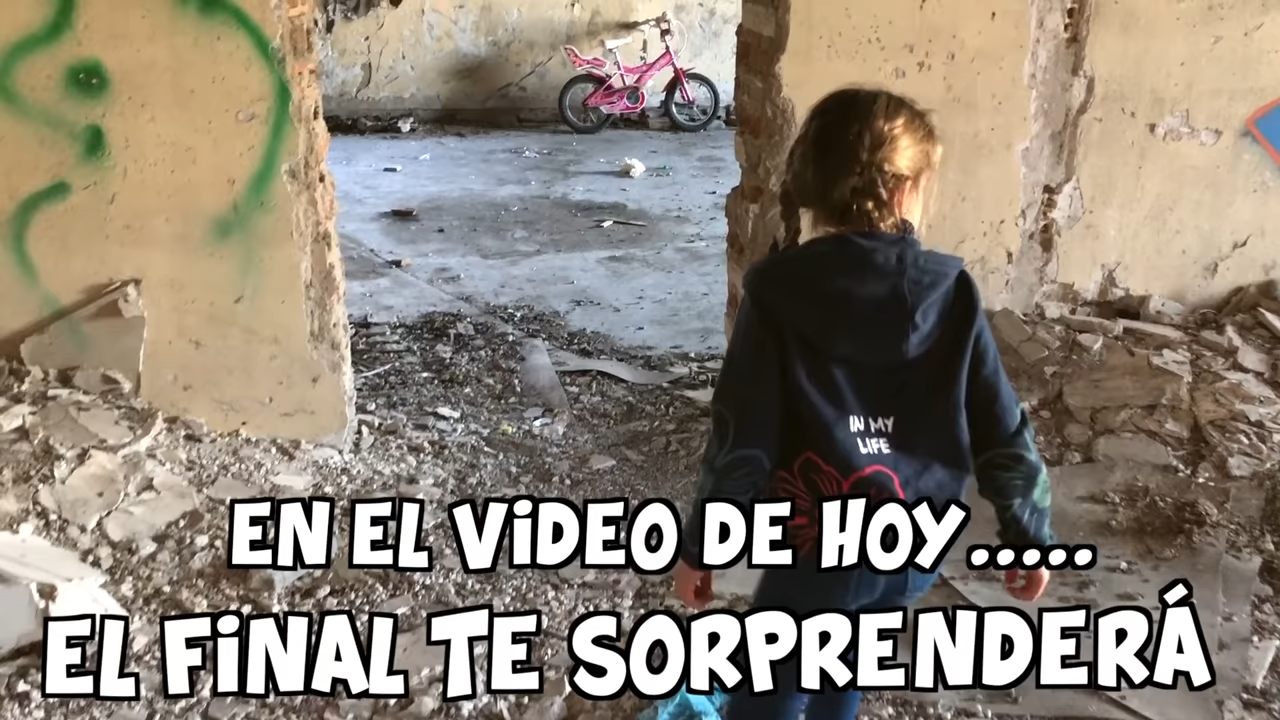 IN MY
LIFE
EN EL VIDEO DE HOY.....
EL FINAL TE SORPRENDERÁ